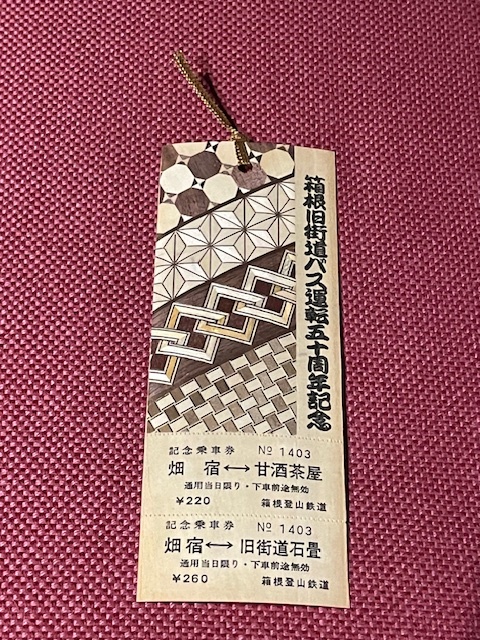 箱根旧街道バス運転五十周年記念
記念乗車券 № 1403
畑宿↔甘酒茶屋
通用当日限り・下車前途無効
¥220 箱根登山鉄道
記念乗車券 № 1403
畑宿↔旧街道石畳
通用当日限り・下車前途無効
¥260 箱根登山鉄道